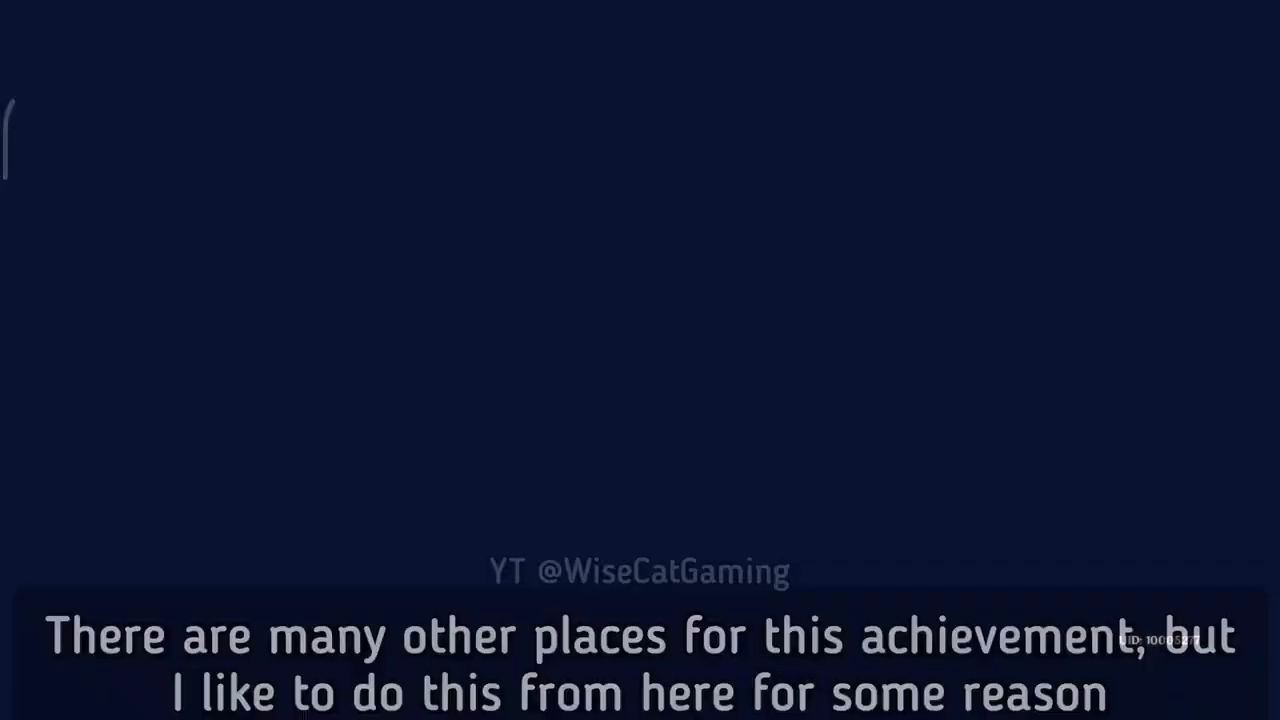 YT @WiseCatGaming
There are many other places for this achievement, but
I like to do this from here for some reason